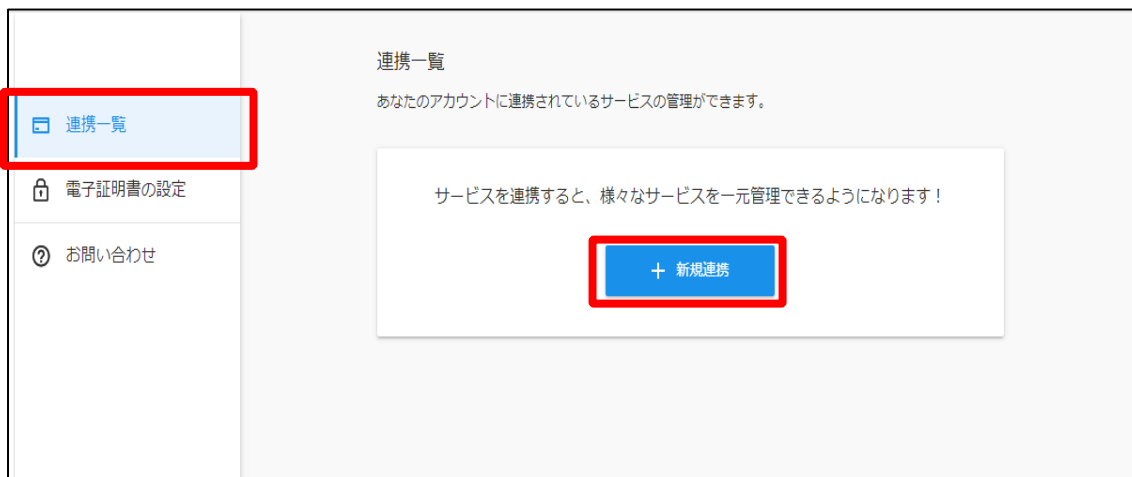 連携一覧
電子証明書の設定
お問い合わせ
連携一覧
あなたのアカウントに連携されているサービスの管理ができます。
サービスを連携すると、様々なサービスを一元管理できるようになります！
＋ 新規連携